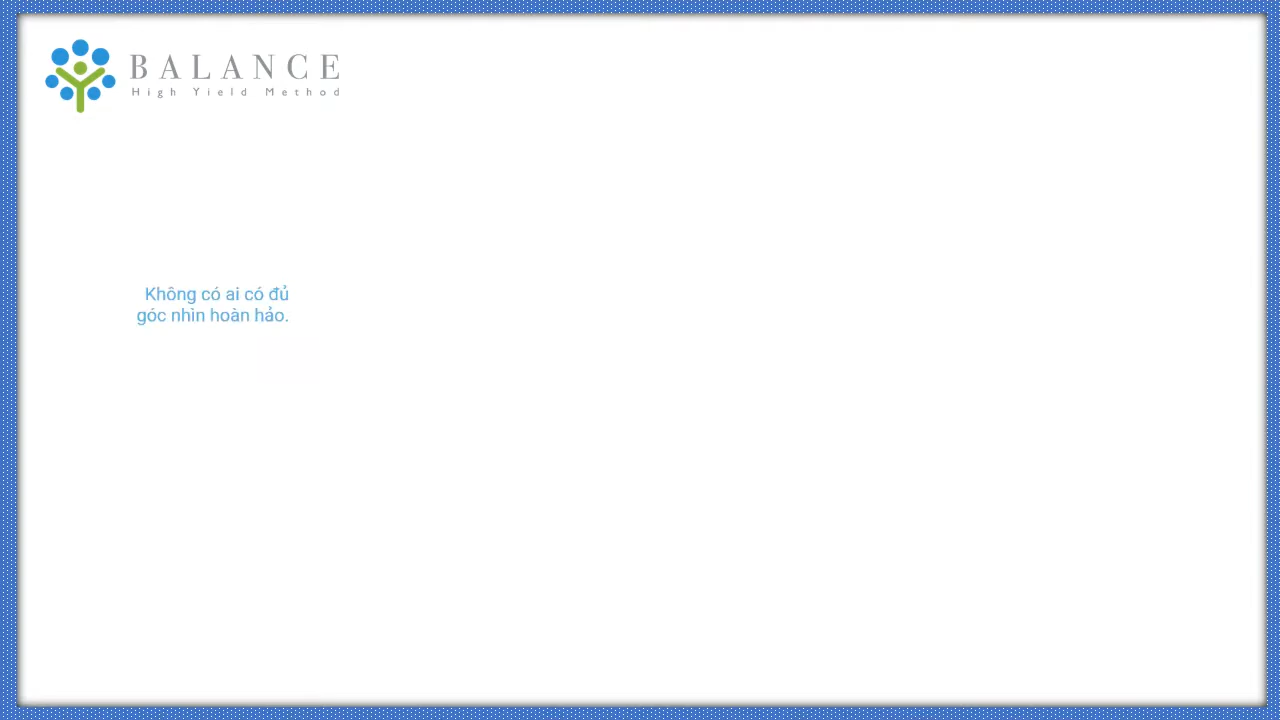 BALANCE
High Yield Method
Không có ai có đủ
góc nhìn hoàn hảo.